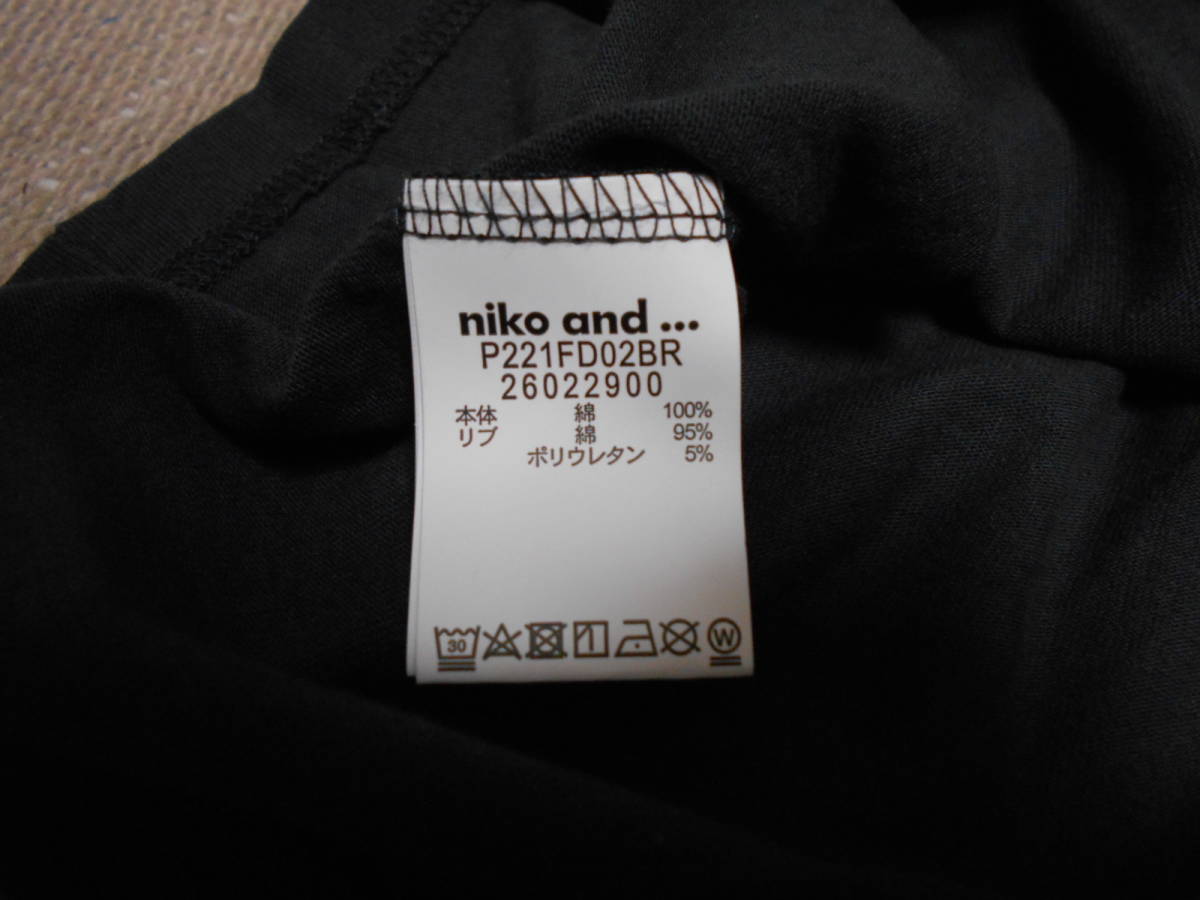 niko and ...
P221FD02BR
26022900
本体 綿 100%
リブ 綿 95%
ポリウレタン 5%
30 W